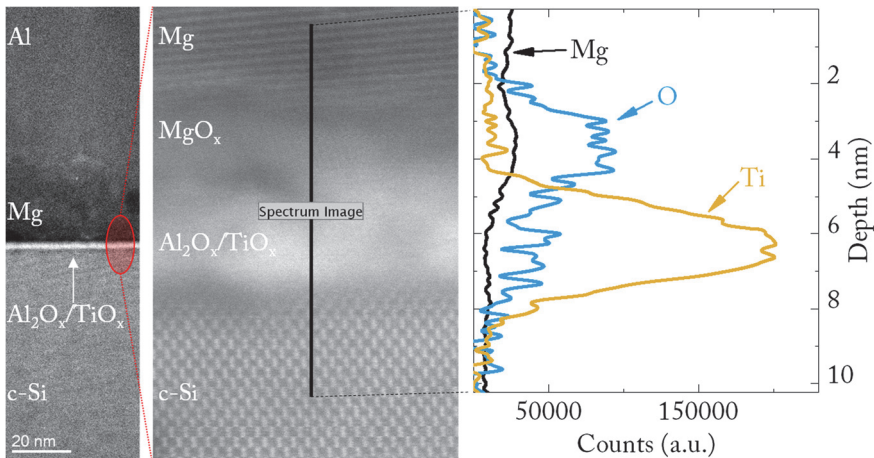 Al
Mg
Al₂Oₓ/TiOₓ
c-Si
20 nm
Mg
MgOₓ
Spectrum Image
Al₂Oₓ/TiOₓ
c-Si
Mg
O
Ti
2
4
6
8
10
Depth (nm)
50000
150000
Counts (a.u.)